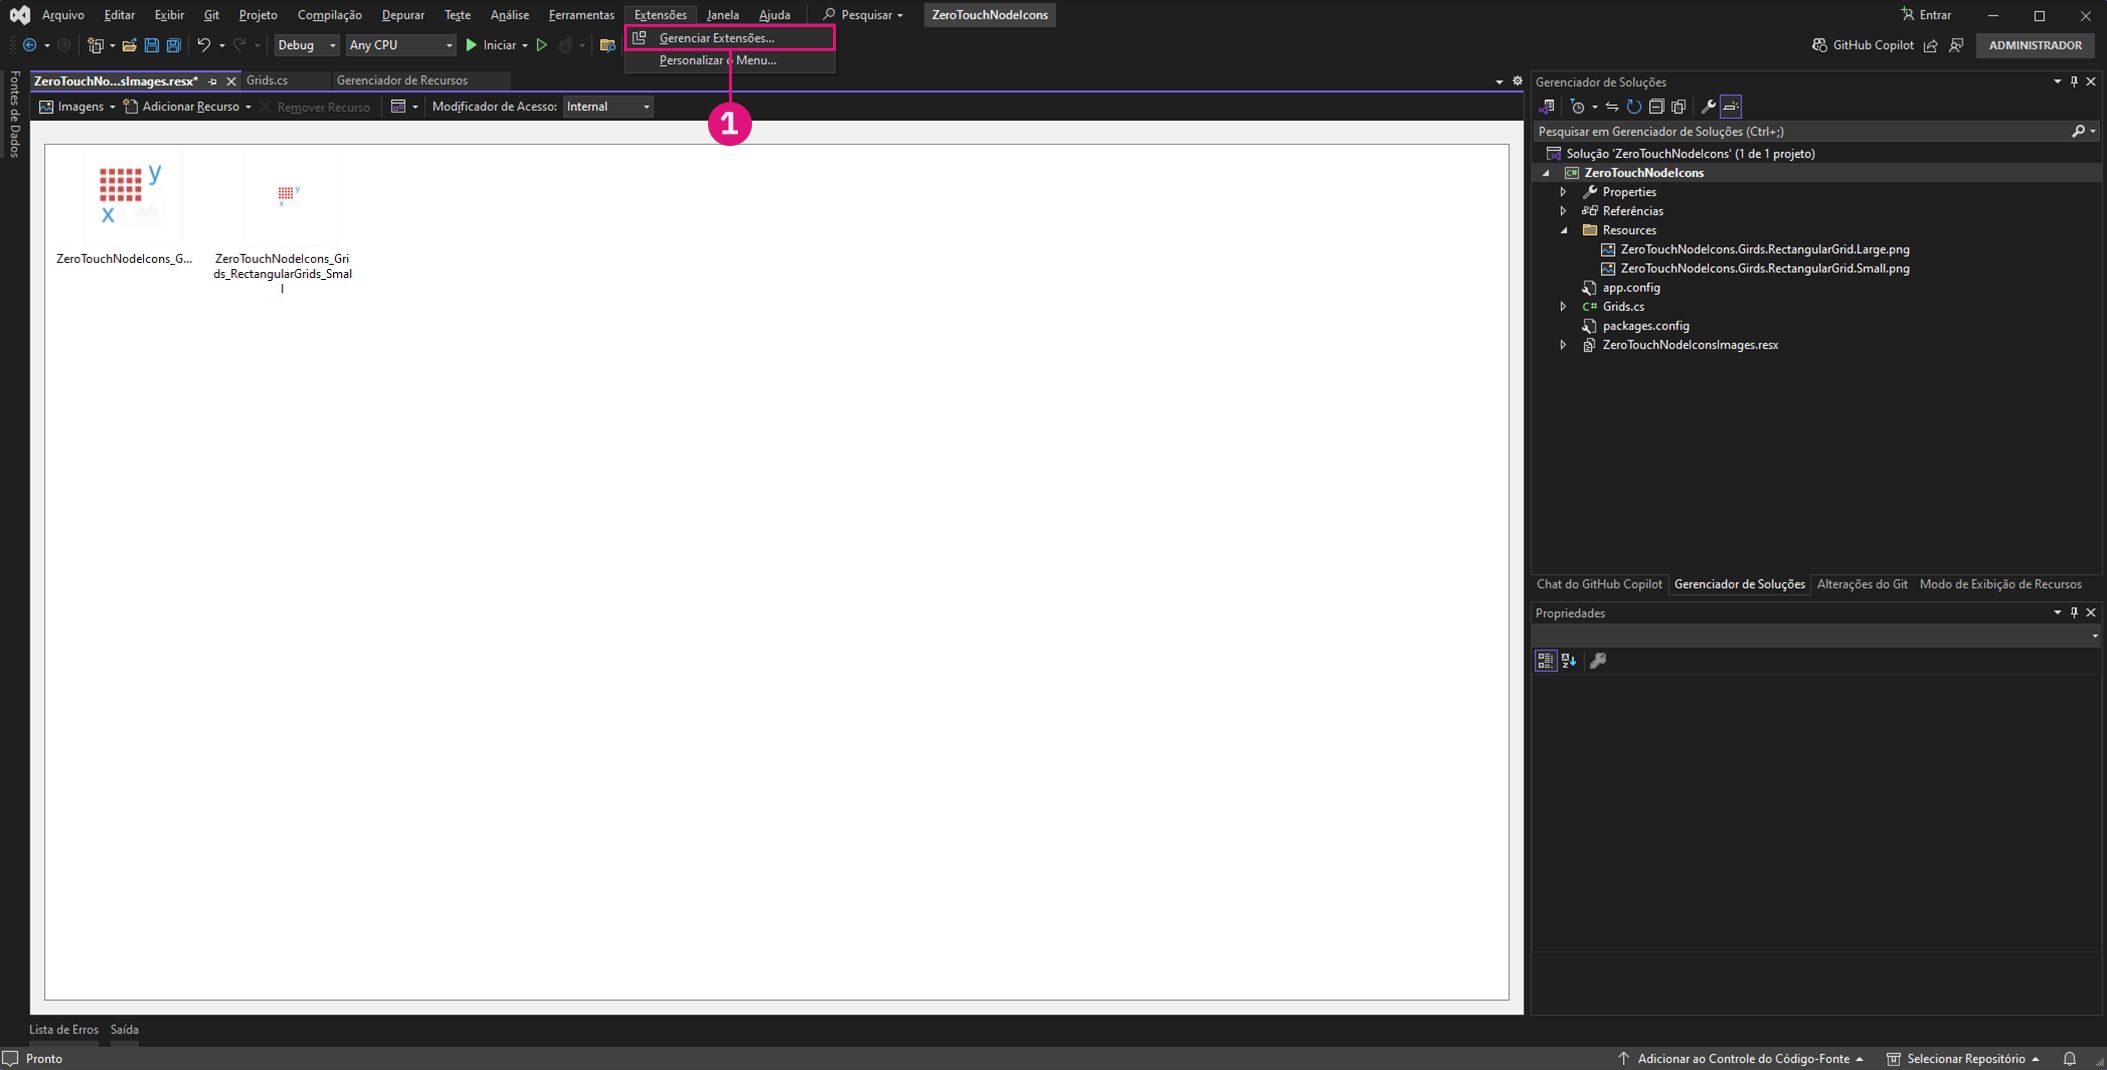 Arquivo Editar Exibir Git Projeto Compilação Depurar Teste Análise Ferramentas Extensões Janela Ajuda Pesquisar ZeroTouchNodeIcons Entrar
Debug Any CPU Iniciar Gerenciar Extensões... GitHub Copilot ADMINISTRADOR
Personalizar o Menu...
Fontes de Dados
ZeroTouchNo...sImages.resx* Grids.cs Gerenciador de Recursos
Imagens Adicionar Recurso Remover Recurso Modificador de Acesso: Internal
1
y
x
y
x
ZeroTouchNodeIcons_G...
ZeroTouchNodeIcons_Gri
ds_RectangularGrids_Smal
l
Gerenciador de Soluções
Pesquisar em Gerenciador de Soluções (Ctrl+;)
Solução 'ZeroTouchNodeIcons' (1 de 1 projeto)
C# ZeroTouchNodeIcons
Properties
Referências
Resources
ZeroTouchNodeIcons.Girds.RectangularGrid.Large.png
ZeroTouchNodeIcons.Girds.RectangularGrid.Small.png
app.config
C# Grids.cs
packages.config
ZeroTouchNodeIconsImages.resx
Chat do GitHub Copilot Gerenciador de Soluções Alterações do Git Modo de Exibição de Recursos
Propriedades
Lista de Erros Saída
Pronto Adicionar ao Controle do Código-Fonte Selecionar Repositório